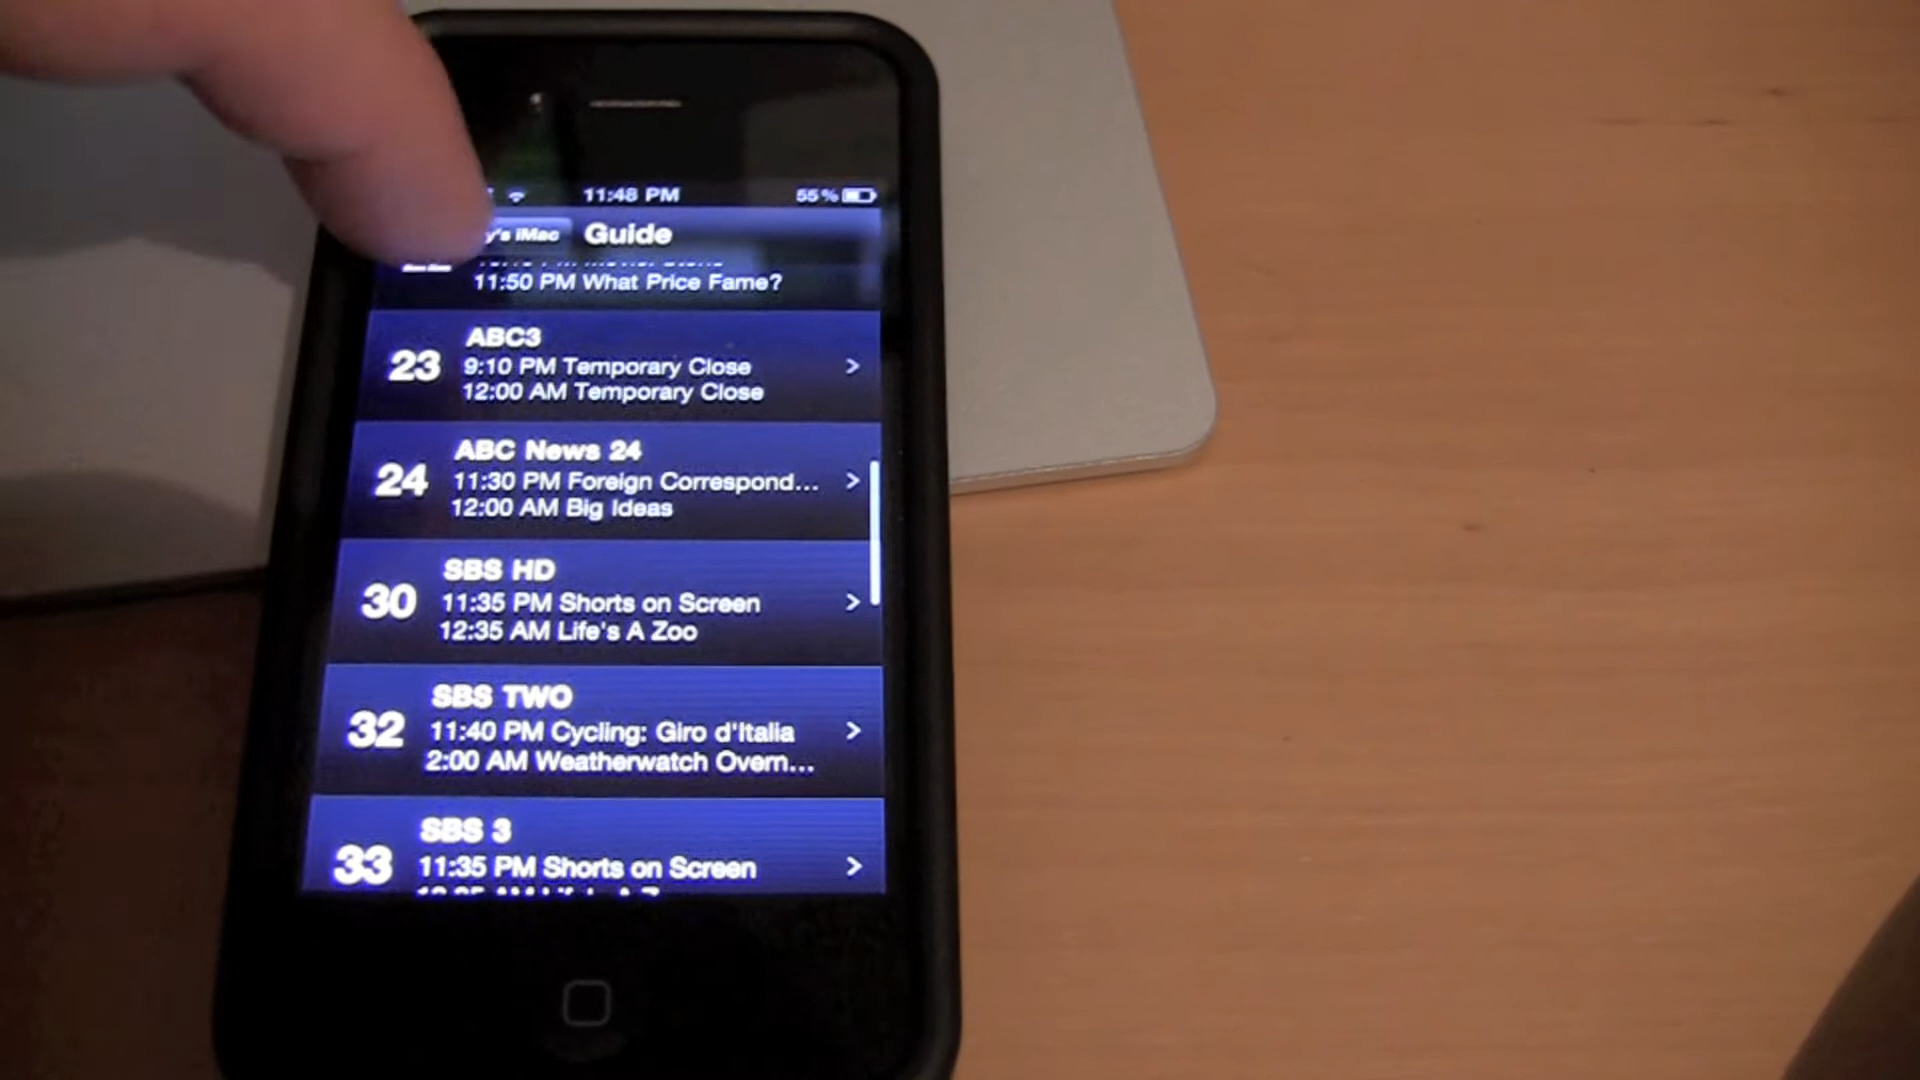 11:48 PM
55%
y's iMac
Guide
11:50 PM What Price Fame?
23
ABC3
9:10 PM Temporary Close
12:00 AM Temporary Close
24
ABC News 24
11:30 PM Foreign Correspond...
12:00 AM Big Ideas
30
SBS HD
11:35 PM Shorts on Screen
12:35 AM Life's A Zoo
32
SBS TWO
11:40 PM Cycling: Giro d'Italia
2:00 AM Weatherwatch Overn...
33
SBS 3
11:35 PM Shorts on Screen